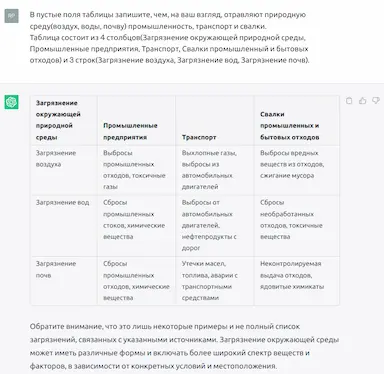 В пустые поля таблицы запишите, чем, на ваш взгляд, отравляют природную
среду(воздух, воды, почву) промышленность, транспорт и свалки.
Таблица состоит из 4 столбцов(Загрязнение окружающей природной среды,
Промышленные предприятия, Транспорт, Свалки промышленный и бытовых
отходов) и 3 строк(Загрязнение воздуха, Загрязнение вод, Загрязнение почв).
Загрязнение
окружающей
природной
среды
Промышленные
предприятия
Транспорт
Свалки
промышленных и
бытовых отходов
Загрязнение
воздуха
Выбросы
промышленных
отходов, токсичные
газы
Выхлопные газы,
выбросы из
автомобильных
двигателей
Выбросы вредных
веществ из отходов,
сжигание мусора
Загрязнение вод
Сбросы
промышленных
стоков, химические
вещества
Выбросы от
автомобильных
двигателей,
нефтепродукты с
дорог
Сбросы
необработанных
отходов, токсичные
вещества
Загрязнение
почв
Сбросы
промышленных
отходов, химические
вещества
Утечки масел,
топлива, аварии с
транспортными
средствами
Неконтролируемая
выдача отходов,
ядовитые химикаты
Обратите внимание, что это лишь некоторые примеры и не полный список
загрязнений, связанных с указанными источниками. Загрязнение окружающей среды
может иметь различные формы и включать более широкий спектр веществ и
факторов, в зависимости от конкретных условий и местоположения.